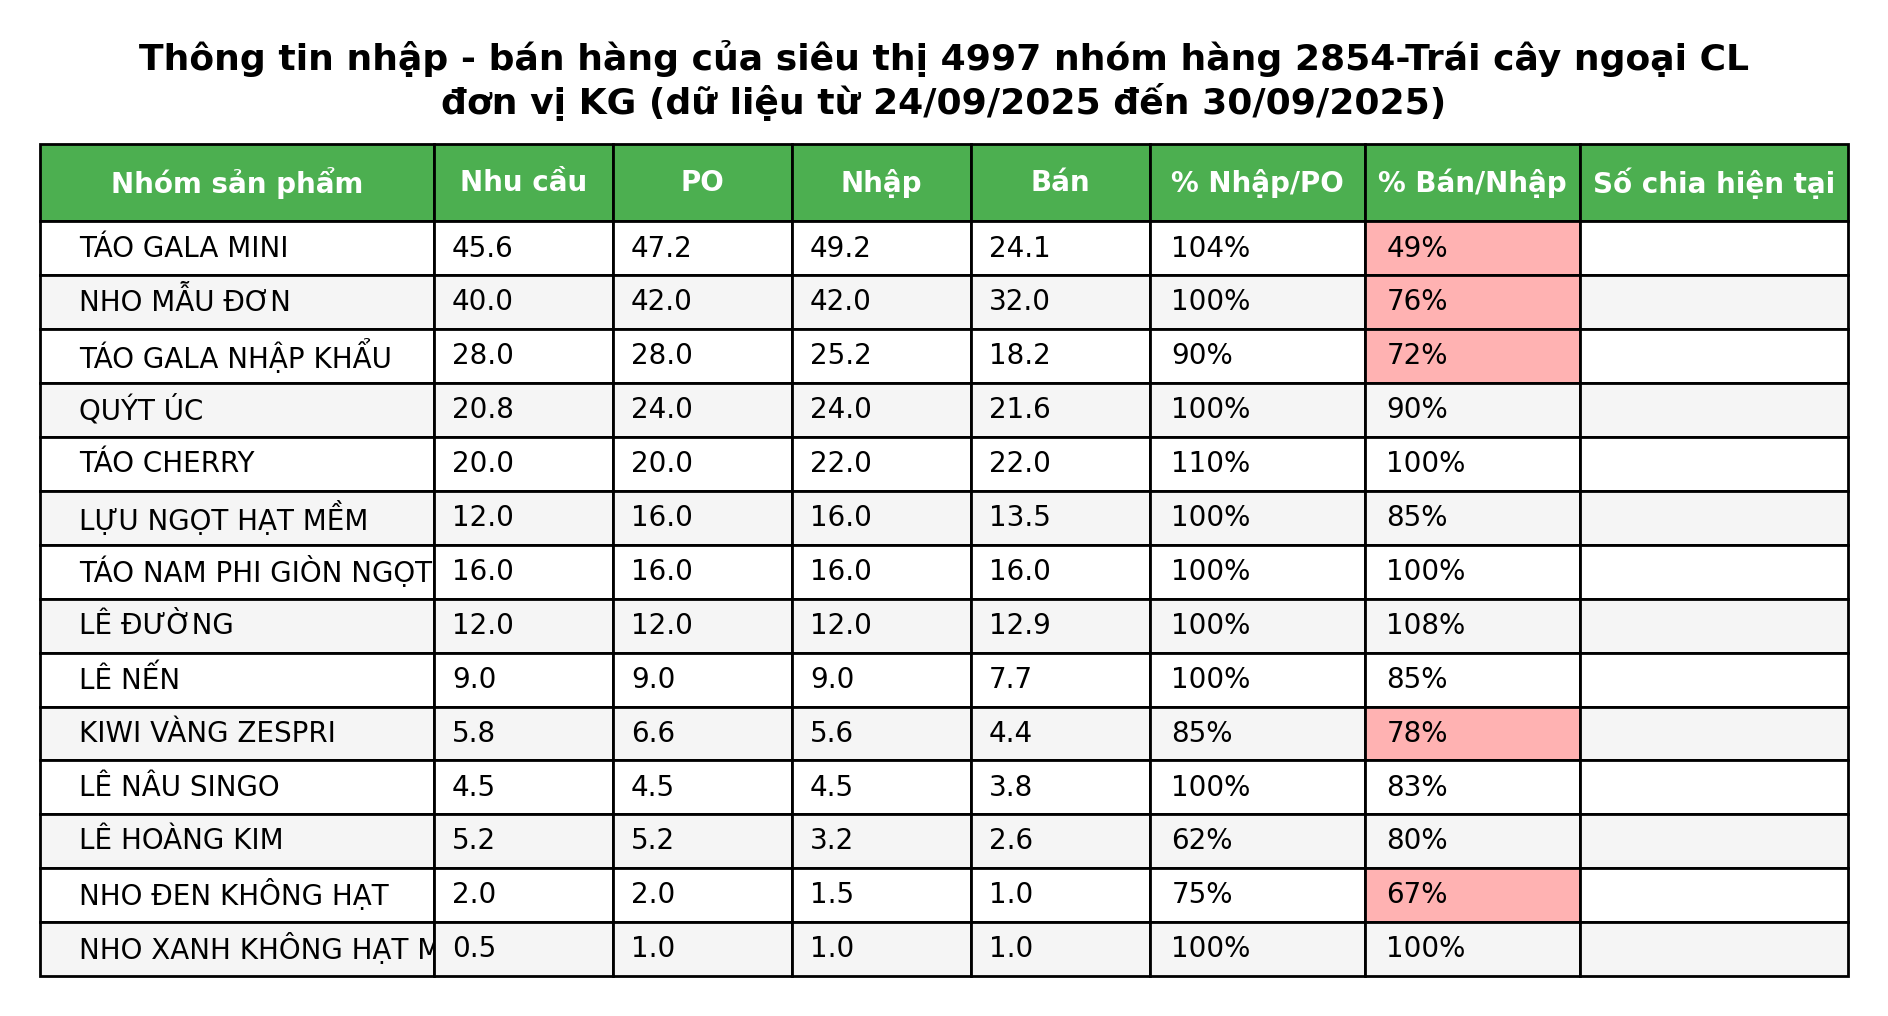 Thông tin nhập - bán hàng của siêu thị 4997 nhóm hàng 2854-Trái cây ngoại CL
đơn vị KG (dữ liệu từ 24/09/2025 đến 30/09/2025)
Nhóm sản phẩm Nhu cầu PO Nhập Bán % Nhập/PO % Bán/Nhập Số chia hiện tại
TÁO GALA MINI 45.6 47.2 49.2 24.1 104% 49%
NHO MẪU ĐƠN 40.0 42.0 42.0 32.0 100% 76%
TÁO GALA NHẬP KHẨU 28.0 28.0 25.2 18.2 90% 72%
QUÝT ÚC 20.8 24.0 24.0 21.6 100% 90%
TÁO CHERRY 20.0 20.0 22.0 22.0 110% 100%
LỰU NGỌT HẠT MỀM 12.0 16.0 16.0 13.5 100% 85%
TÁO NAM PHI GIÒN NGỌT 16.0 16.0 16.0 16.0 100% 100%
LÊ ĐƯỜNG 12.0 12.0 12.0 12.9 100% 108%
LÊ NẾN 9.0 9.0 9.0 7.7 100% 85%
KIWI VÀNG ZESPRI 5.8 6.6 5.6 4.4 85% 78%
LÊ NÂU SINGO 4.5 4.5 4.5 3.8 100% 83%
LÊ HOÀNG KIM 5.2 5.2 3.2 2.6 62% 80%
NHO ĐEN KHÔNG HẠT 2.0 2.0 1.5 1.0 75% 67%
NHO XANH KHÔNG HẠT M 0.5 1.0 1.0 1.0 100% 100%